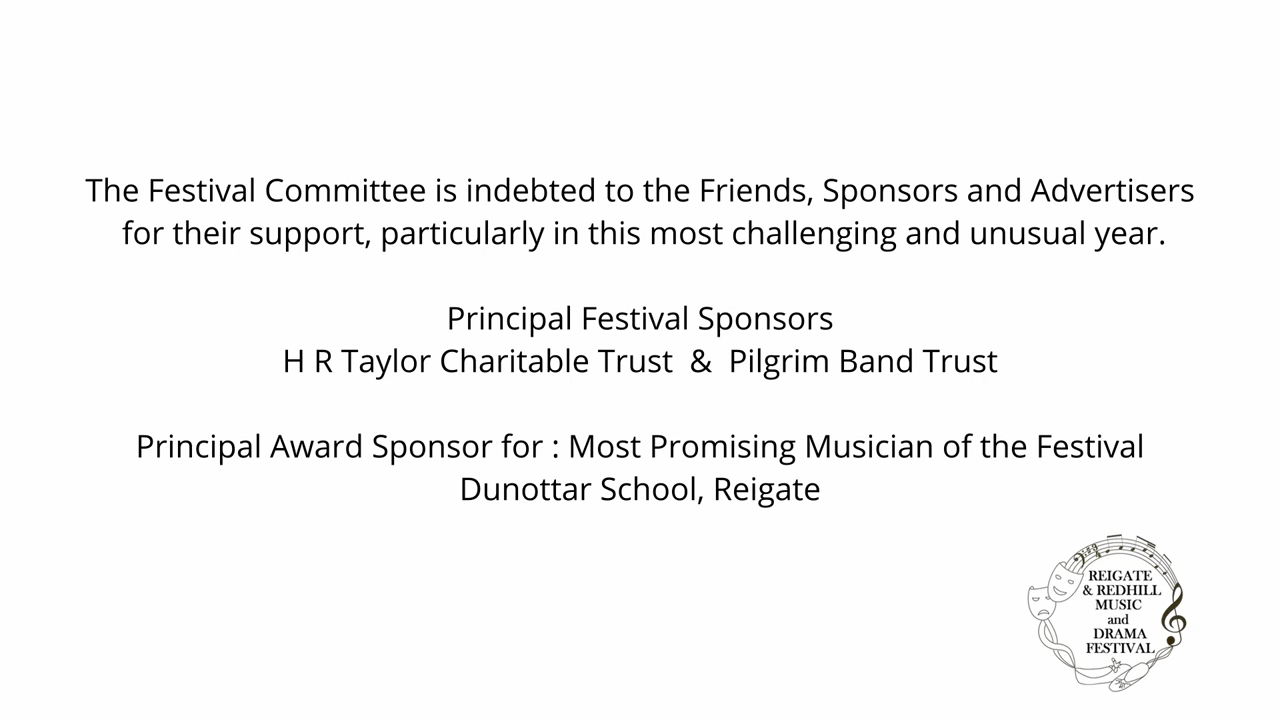 The Festival Committee is indebted to the Friends, Sponsors and Advertisers
for their support, particularly in this most challenging and unusual year.
Principal Festival Sponsors
H R Taylor Charitable Trust & Pilgrim Band Trust
Principal Award Sponsor for : Most Promising Musician of the Festival
Dunottar School, Reigate
REIGATE
& REDHILL
MUSIC
and
DRAMA
FESTIVAL